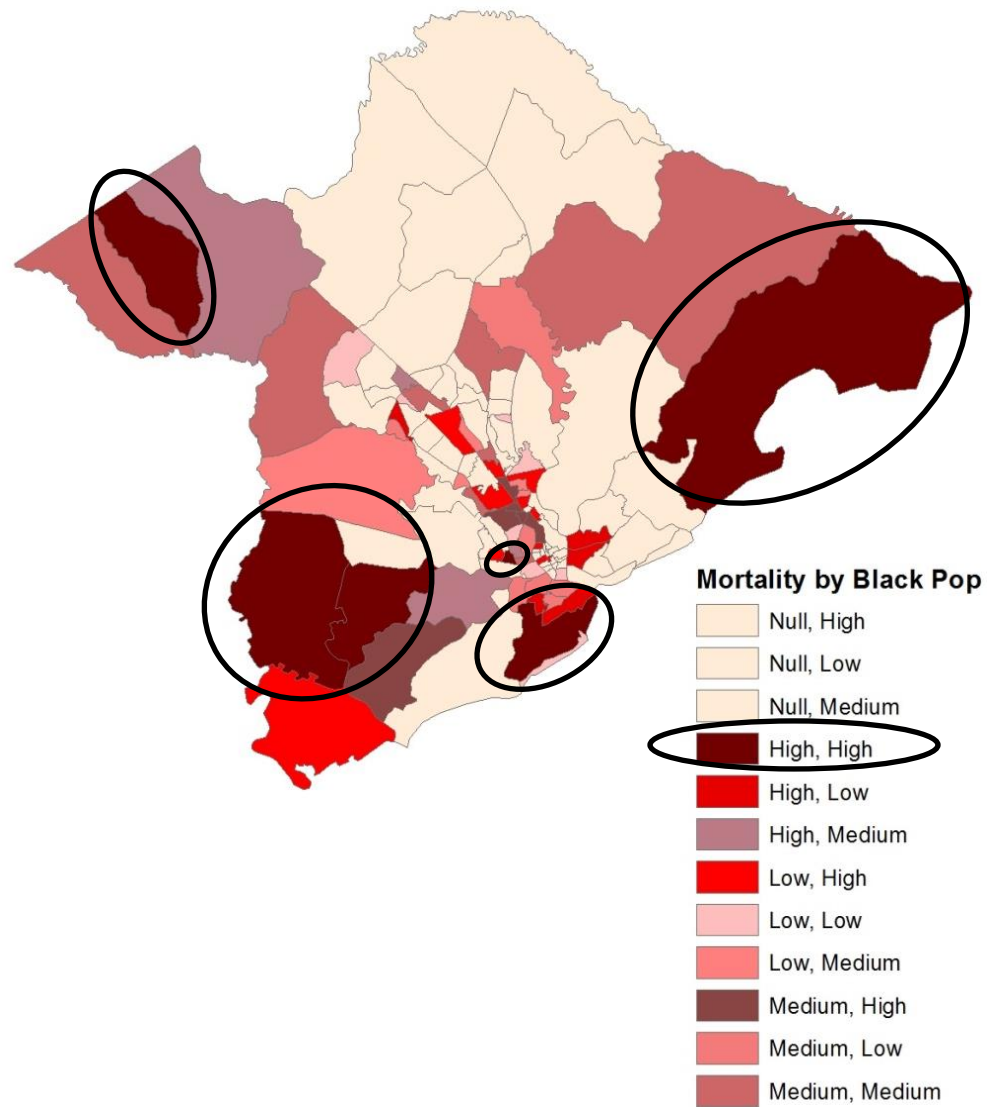 Mortality by Black Pop
Null, High
Null, Low
Null, Medium
High, High
High, Low
High, Medium
Low, High
Low, Low
Low, Medium
Medium, High
Medium, Low
Medium, Medium